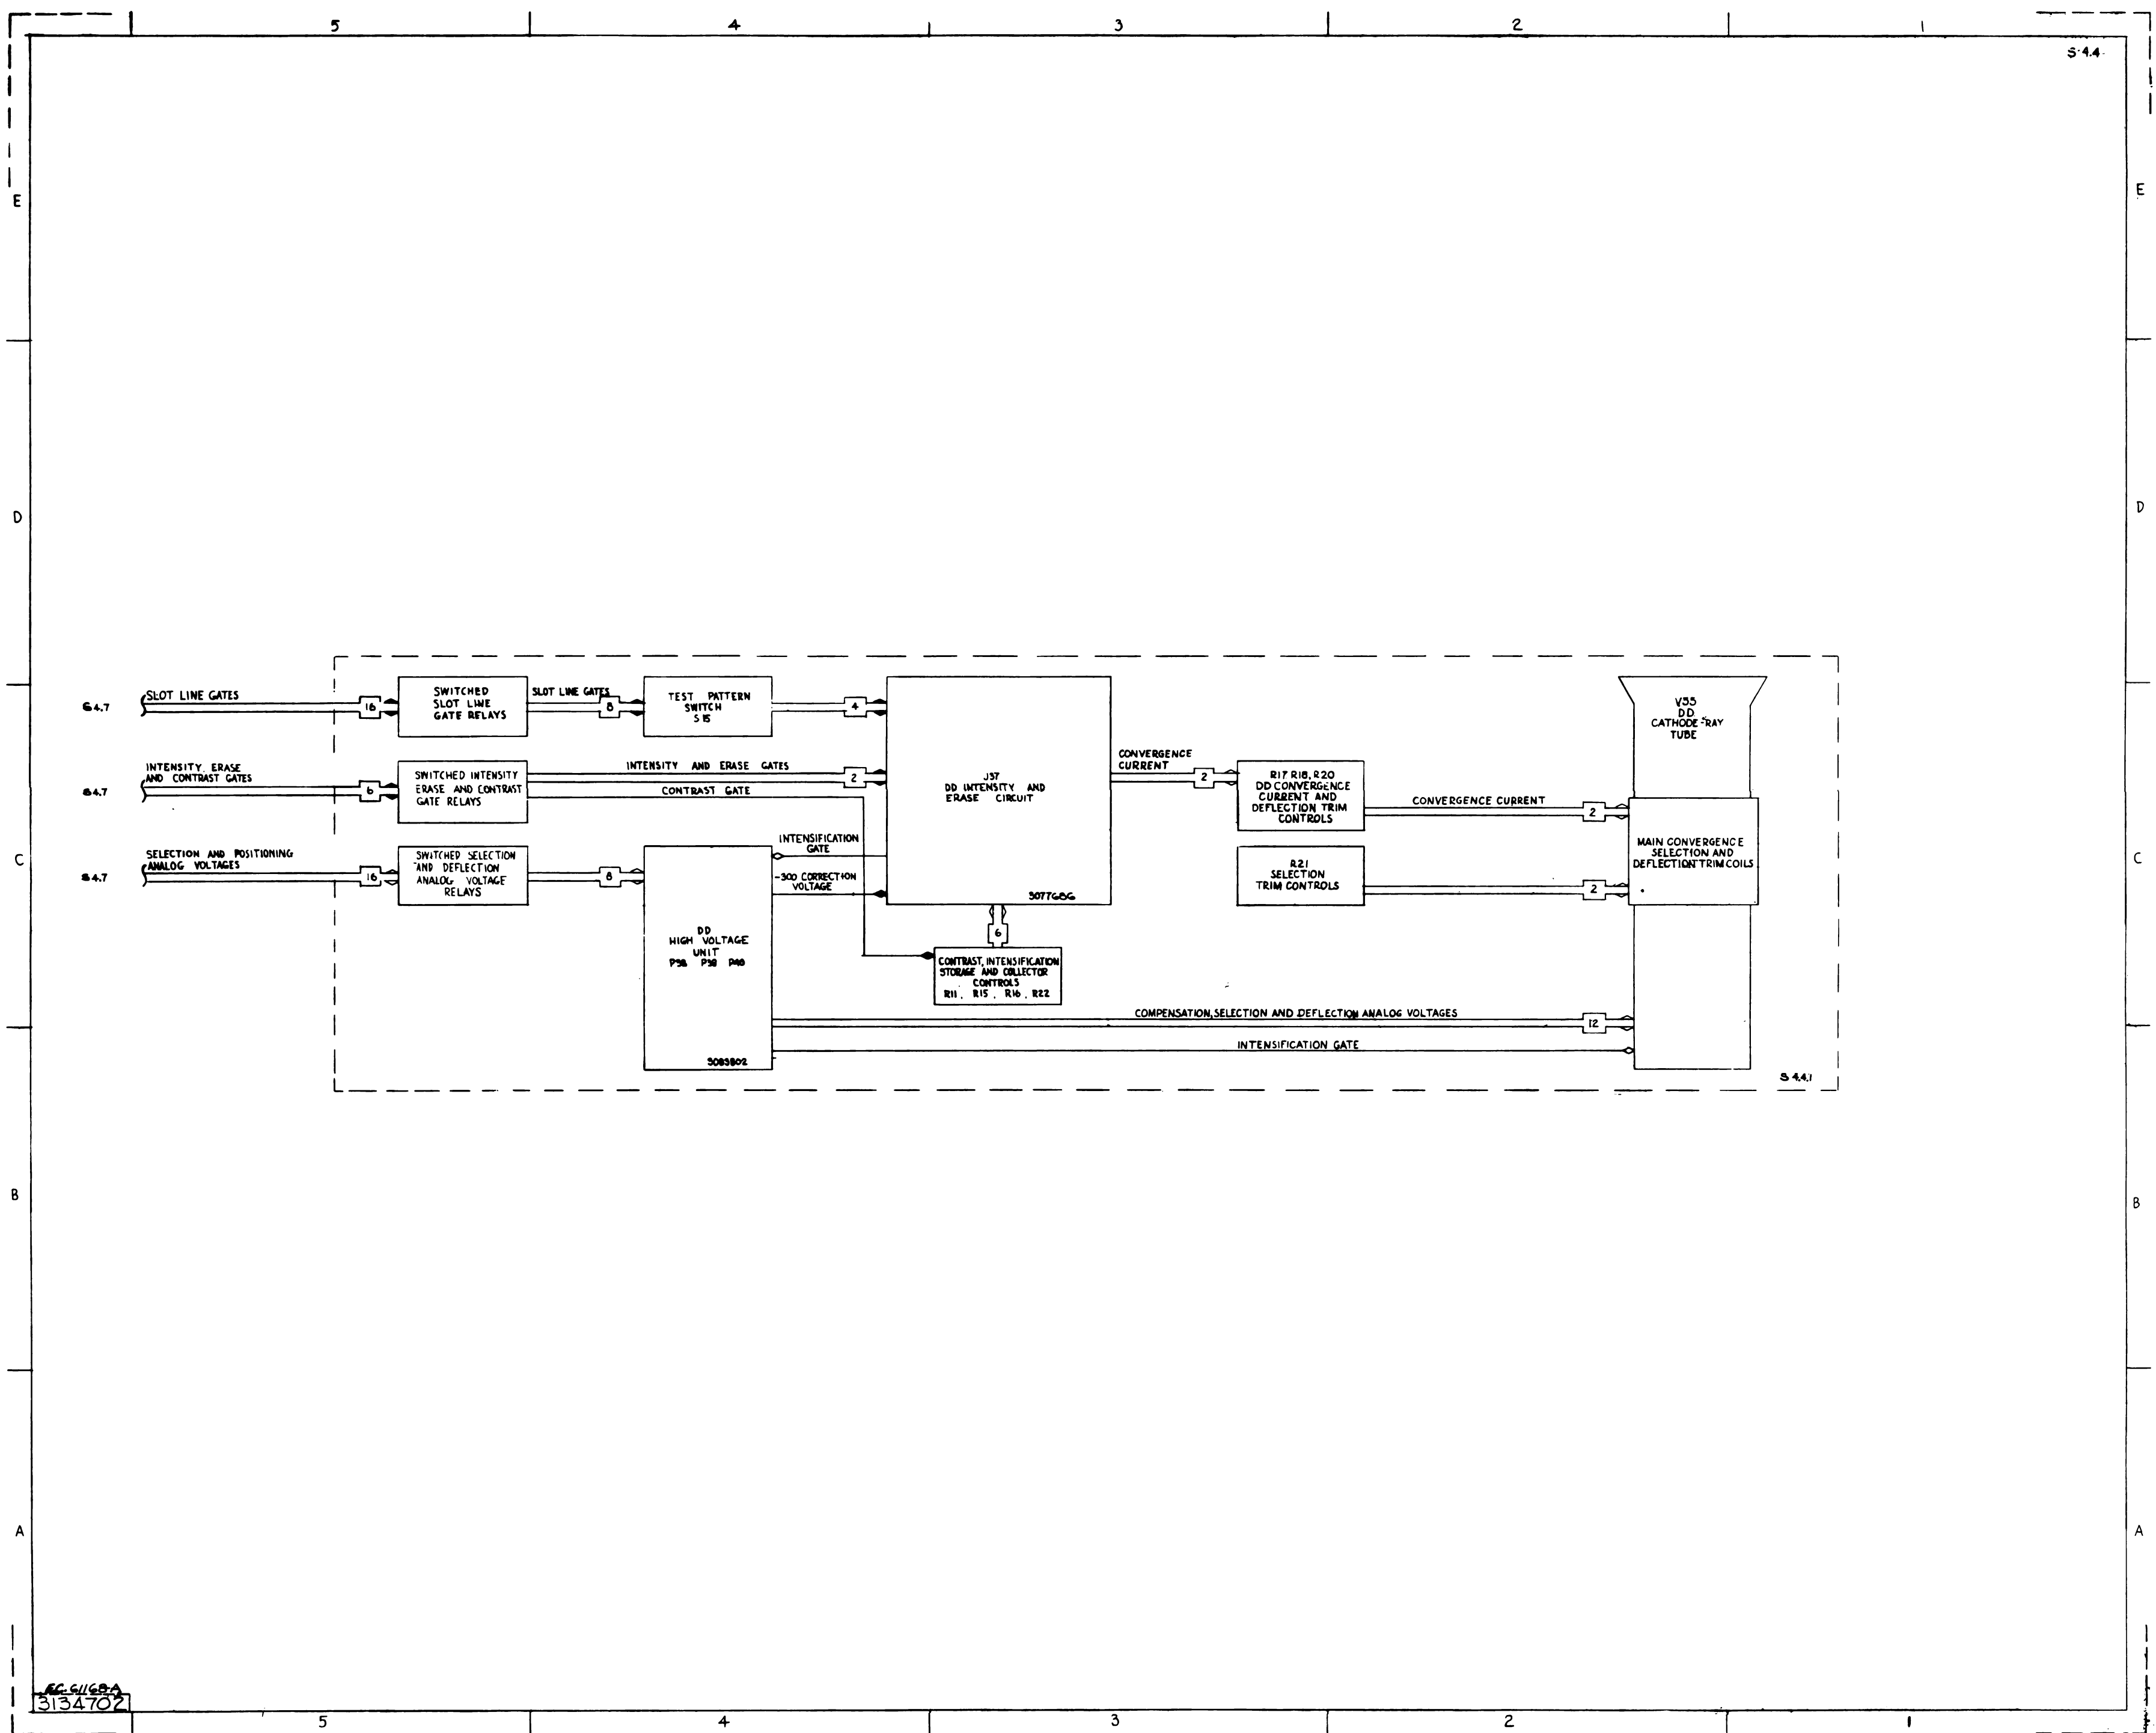 5 4 3 2 1
S-4.4
E
E
D
D
S4.7
SLOT LINE GATES
16
SWITCHED
SLOT LINE
GATE RELAYS
SLOT LINE GATES
8
TEST PATTERN
SWITCH
S 15
4
S4.7
INTENSITY, ERASE
AND CONTRAST GATES
6
SWITCHED INTENSITY
ERASE AND CONTRAST
GATE RELAYS
INTENSITY AND ERASE GATES
2
CONTRAST GATE
S4.7
SELECTION AND POSITIONING
ANALOG VOLTAGES
16
SWITCHED SELECTION
AND DEFLECTION
ANALOG VOLTAGE
RELAYS
8
DD
HIGH VOLTAGE
UNIT
INTENSIFICATION
GATE
-300 CORRECTION
VOLTAGE
J37
DD INTENSITY AND
ERASE CIRCUIT
6
CONTRAST, INTENSIFICATION
STORAGE AND COLLECTOR
CONTROLS
R11, R15, R16, R22
CONVERGENCE
CURRENT
2
R17 R18, R20
DD CONVERGENCE
CURRENT AND
DEFLECTION TRIM
CONTROLS
CONVERGENCE CURRENT
2
R21
SELECTION
TRIM CONTROLS
2
V55
DD
CATHODE-RAY
TUBE
MAIN CONVERGENCE
SELECTION AND
DEFLECTION TRIM COILS
COMPENSATION, SELECTION AND DEFLECTION ANALOG VOLTAGES
12
INTENSIFICATION GATE
S 4.4.1
C
C
B
B
A
A
3134702
5 4 3 2 1